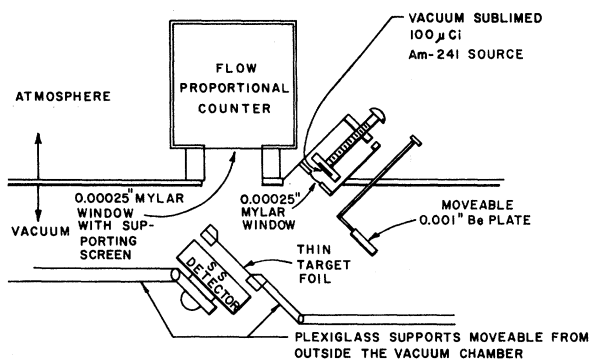 VACUUM SUBLIMED
100 μCi
Am-241 SOURCE
FLOW
PROPORTIONAL
COUNTER
ATMOSPHERE
VACUUM
0.00025" MYLAR
WINDOW
WITH SUP-
PORTING
SCREEN
0.00025"
MYLAR
WINDOW
MOVEABLE
0.001" Be PLATE
THIN
TARGET
FOIL
SS
DETECTOR
PLEXIGLASS SUPPORTS MOVEABLE FROM
OUTSIDE THE VACUUM CHAMBER